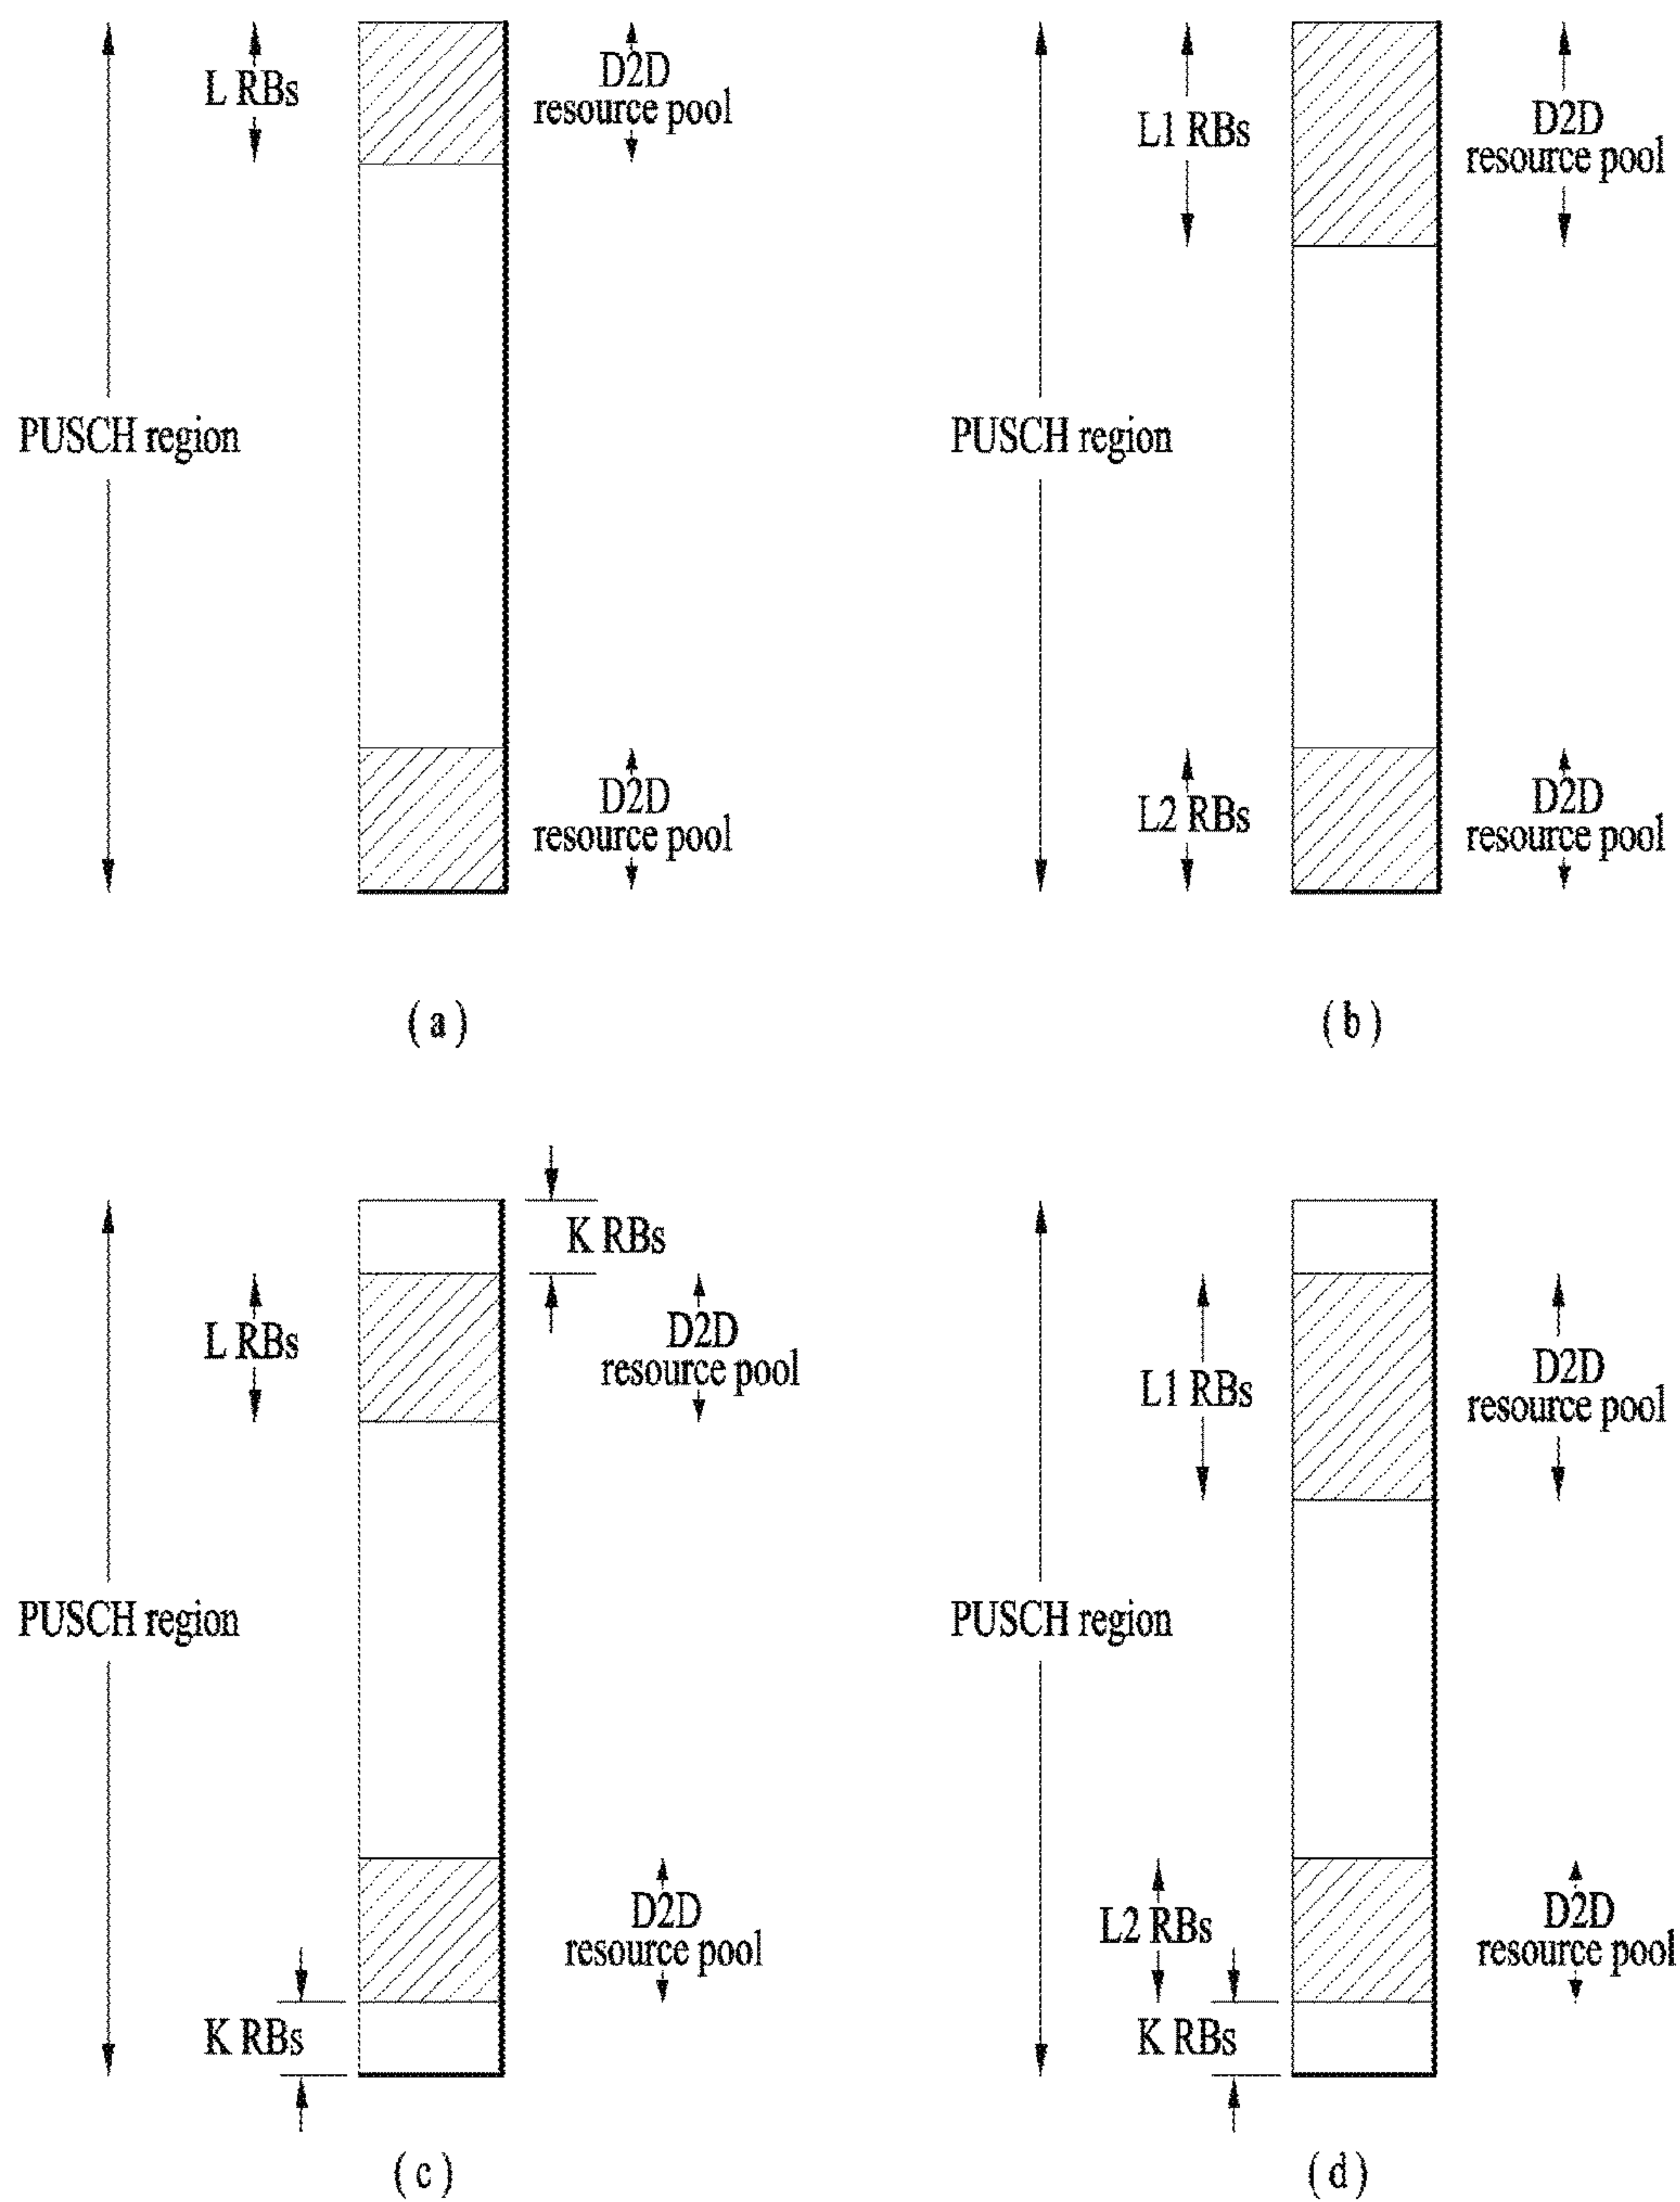 L RBs
D2D
resource pool
PUSCH region
D2D
resource pool
(a)
L1 RBs
D2D
resource pool
PUSCH region
L2 RBs
D2D
resource pool
(b)
K RBs
L RBs
D2D
resource pool
PUSCH region
D2D
resource pool
K RBs
(c)
L1 RBs
D2D
resource pool
PUSCH region
L2 RBs
D2D
resource pool
K RBs
(d)